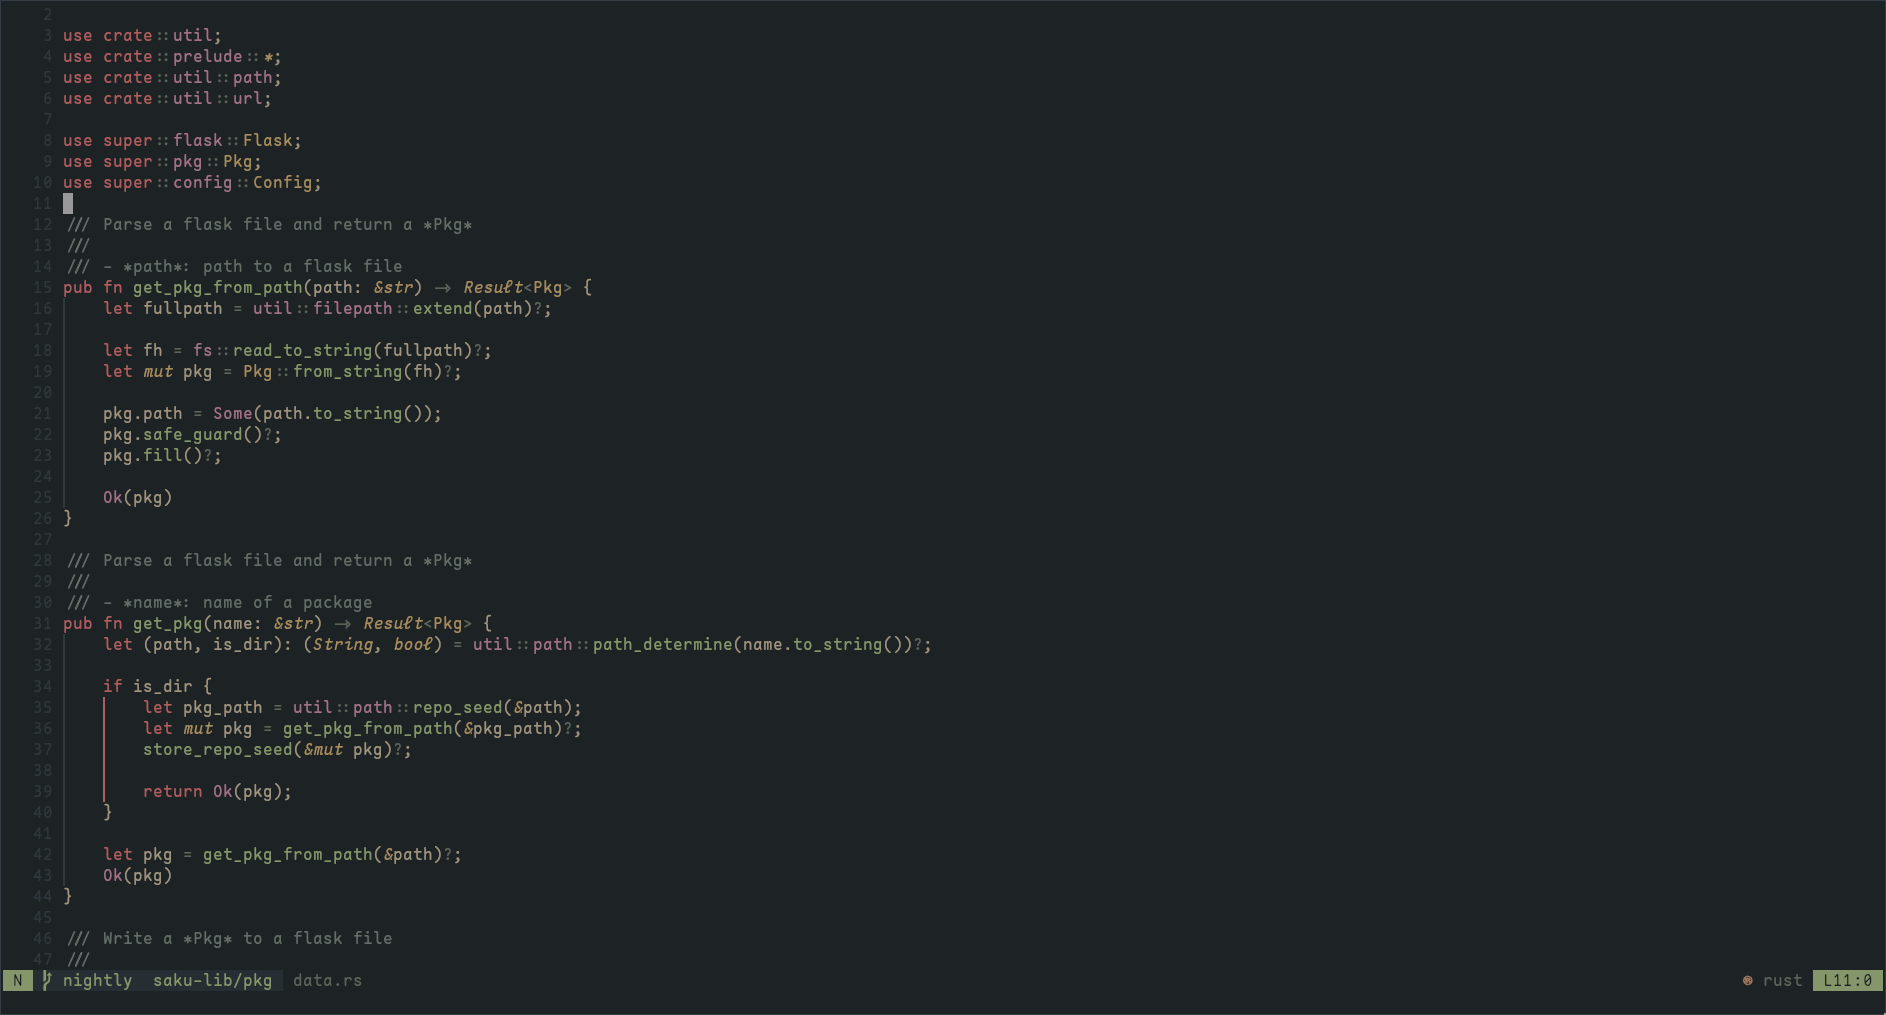 2
3 use crate::util;
4 use crate::prelude::*;
5 use crate::util::path;
6 use crate::util::url;
7
8 use super::flask::Flask;
9 use super::pkg::Pkg;
10 use super::config::Config;
11
12 /// Parse a flask file and return a *Pkg*
13 ///
14 /// - *path*: path to a flask file
15 pub fn get_pkg_from_path(path: &str) -> Result<Pkg> {
16     let fullpath = util::filepath::extend(path)?;
17
18     let fh = fs::read_to_string(fullpath)?;
19     let mut pkg = Pkg::from_string(fh)?;
20
21     pkg.path = Some(path.to_string());
22     pkg.safe_guard()?;
23     pkg.fill()?;
24
25     Ok(pkg)
26 }
27
28 /// Parse a flask file and return a *Pkg*
29 ///
30 /// - *name*: name of a package
31 pub fn get_pkg(name: &str) -> Result<Pkg> {
32     let (path, is_dir): (String, bool) = util::path::path_determine(name.to_string())?;
33
34     if is_dir {
35         let pkg_path = util::path::repo_seed(&path);
36         let mut pkg = get_pkg_from_path(&pkg_path)?;
37         store_repo_seed(&mut pkg)?;
38
39         return Ok(pkg);
40     }
41
42     let pkg = get_pkg_from_path(&path)?;
43     Ok(pkg)
44 }
45
46 /// Write a *Pkg* to a flask file
47 ///
N nightly saku-lib/pkg data.rs rust L11:0